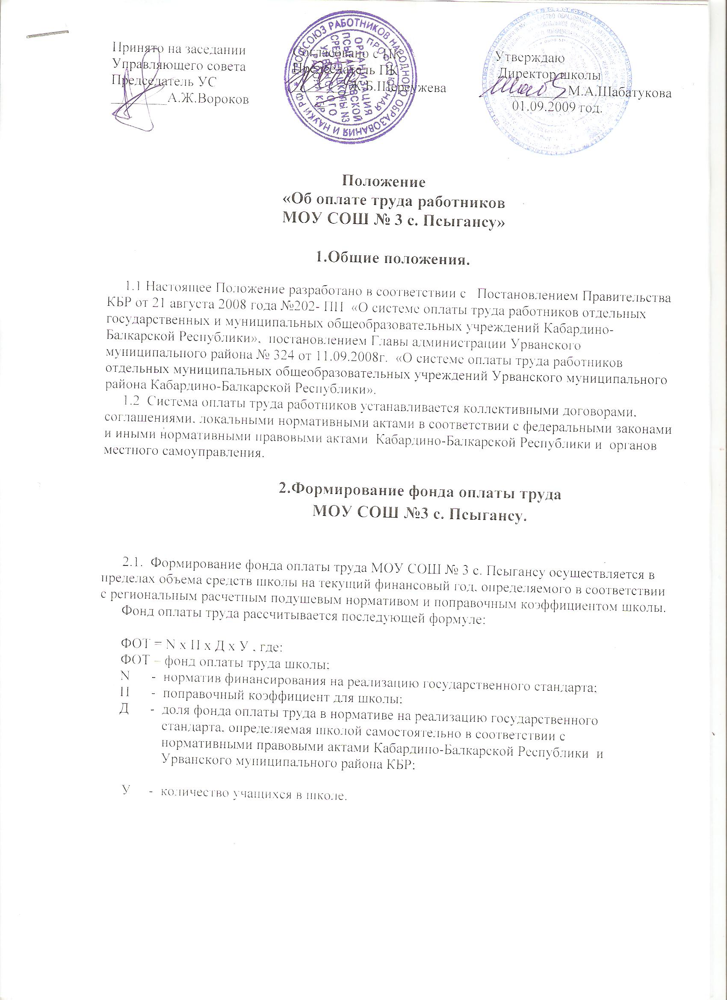 Принято на заседании
Управляющего совета
Председатель УС
_________А.Ж.Вороков
Согласовано с ПК
Председатель ПК
_________Ж.Б.Шереужева
Утверждаю
Директор школы
_________М.А.Шабатукова
01.09.2009 год.
ПРОФСОЮЗ РАБОТНИКОВ НАРОДНОГО ОБРАЗОВАНИЯ И НАУКИ РФ
ПРОФСОЮЗНАЯ
ОРГАНИЗАЦИЯ
ШКОЛЫ №3
Положение
«Об оплате труда работников
МОУ СОШ № 3 с. Псыгансу»
1.Общие положения.
1.1 Настоящее Положение разработано в соответствии с Постановлением Правительства
КБР от 21 августа 2008 года №202- ПП «О системе оплаты труда работников отдельных
государственных и муниципальных общеобразовательных учреждений Кабардино-
Балкарской Республики», постановлением Главы администрации Урванского
муниципального района № 324 от 11.09.2008г. «О системе оплаты труда работников
отдельных муниципальных общеобразовательных учреждений Урванского муниципального
района Кабардино-Балкарской Республики».
1.2 Система оплаты труда работников устанавливается коллективными договорами,
соглашениями, локальными нормативными актами в соответствии с федеральными законами
и иными нормативными правовыми актами Кабардино-Балкарской Республики и органов
местного самоуправления.
2.Формирование фонда оплаты труда
МОУ СОШ №3 с. Псыгансу.
2.1. Формирование фонда оплаты труда МОУ СОШ № 3 с. Псыгансу осуществляется в
пределах объема средств школы на текущий финансовый год, определяемого в соответствии
с региональным расчетным подушевым нормативом и поправочным коэффициентом школы.
Фонд оплаты труда рассчитывается последующей формуле:
ФОТ = N x П x Д x У , где:
ФОТ – фонд оплаты труда школы;
N - норматив финансирования на реализацию государственного стандарта;
П - поправочный коэффициент для школы;
Д - доля фонда оплаты труда в нормативе на реализацию государственного
стандарта, определяемая школой самостоятельно в соответствии с
нормативными правовыми актами Кабардино-Балкарской Республики и
Урванского муниципального района КБР;
У - количество учащихся в школе.